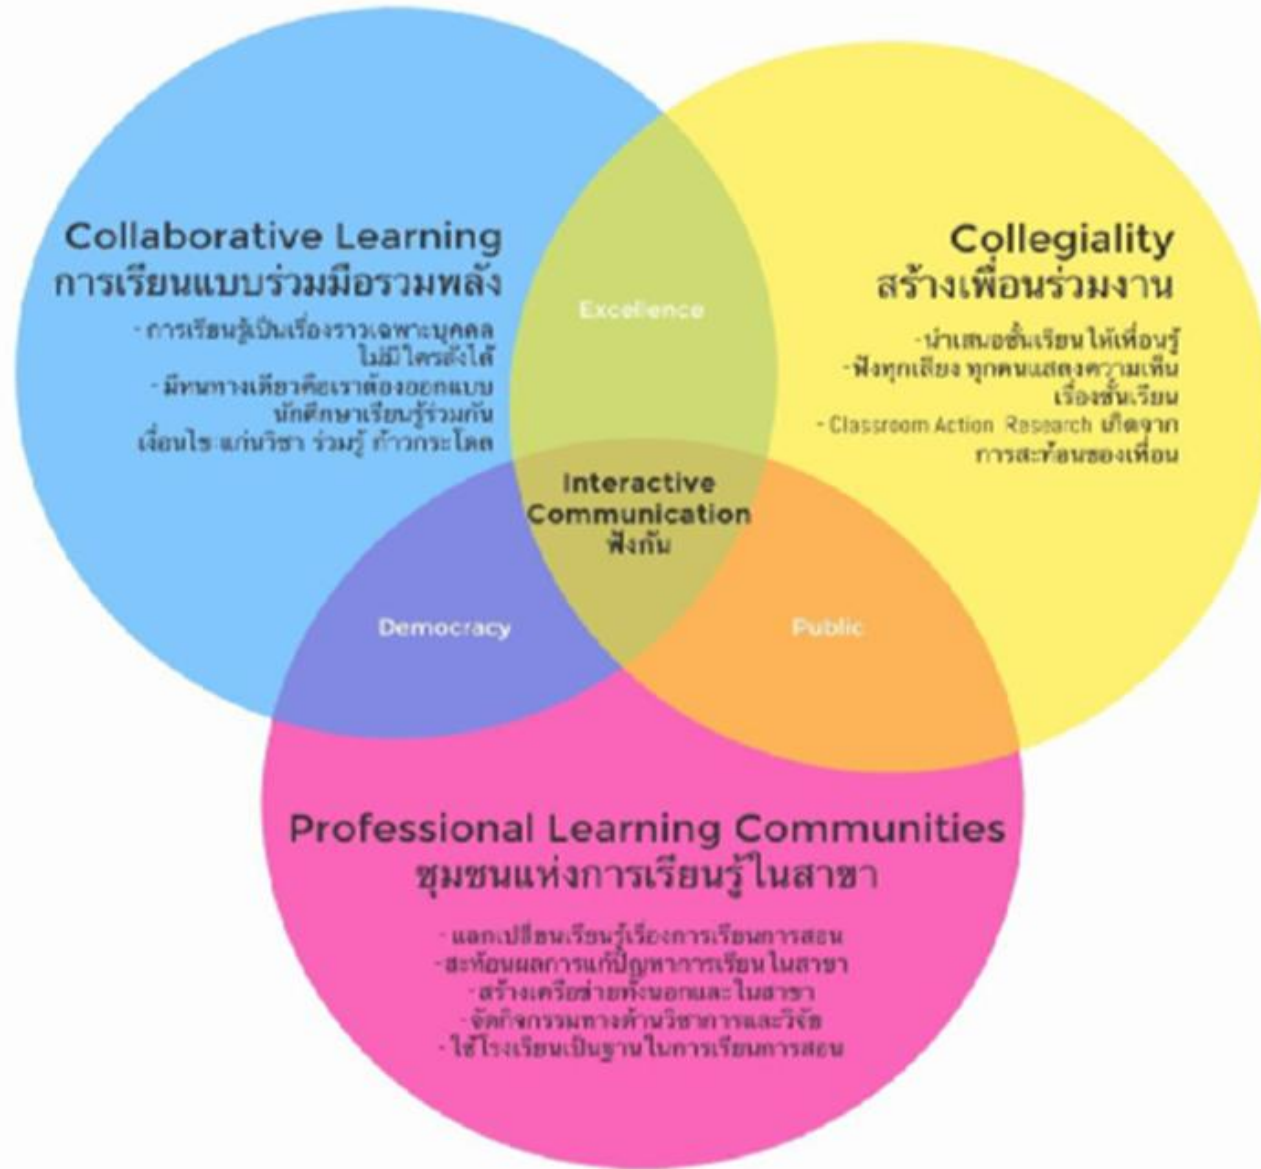 Collaborative Learning
การเรียนแบบร่วมมือรวมพลัง
- การเรียนรู้เป็นเรื่องราวเฉพาะบุคคล
ไม่มีใครสั่งได้
- มีหนทางเดียวคือเราต้องออกแบบ
นักศึกษาเรียนรู้ร่วมกัน
เงื่อนไข แก่นวิชา ร่วมรู้ ก้าวกระโดด
Collegiality
สร้างเพื่อนร่วมงาน
- นำเสนอชั้นเรียนให้เพื่อนรู้
- ฟังทุกเสียง ทุกคนแสดงความเห็น
เรื่องชั้นเรียน
- Classroom Action Research เกิดจาก
การสะท้อนของเพื่อน
Excellence
Interactive
Communication
ฟังกัน
Democracy
Public
Professional Learning Communities
ชุมชนแห่งการเรียนรู้ในสาขา
- แลกเปลี่ยนเรียนรู้เรื่องการเรียนการสอน
- สะท้อนผลการแก้ปัญหาการเรียนในสาขา
- สร้างเครือข่ายทั้งนอกและในสาขา
- จัดกิจกรรมทางด้านวิชาการและวิจัย
- ใช้โรงเรียนเป็นฐานในการเรียนการสอน